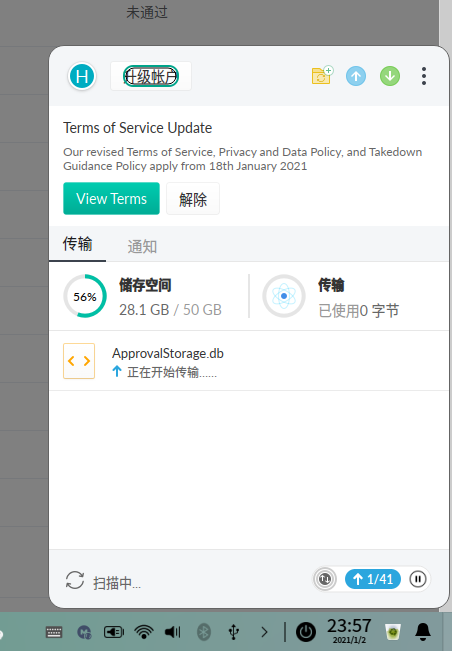 未通过
H
升级帐户
Terms of Service Update
Our revised Terms of Service, Privacy and Data Policy, and Takedown
Guidance Policy apply from 18th January 2021
View Terms
解除
传输
通知
56%
储存空间
28.1 GB / 50 GB
传输
已使用0 字节
ApprovalStorage.db
正在开始传输......
扫描中...
1/41
23:57
2021/1/2